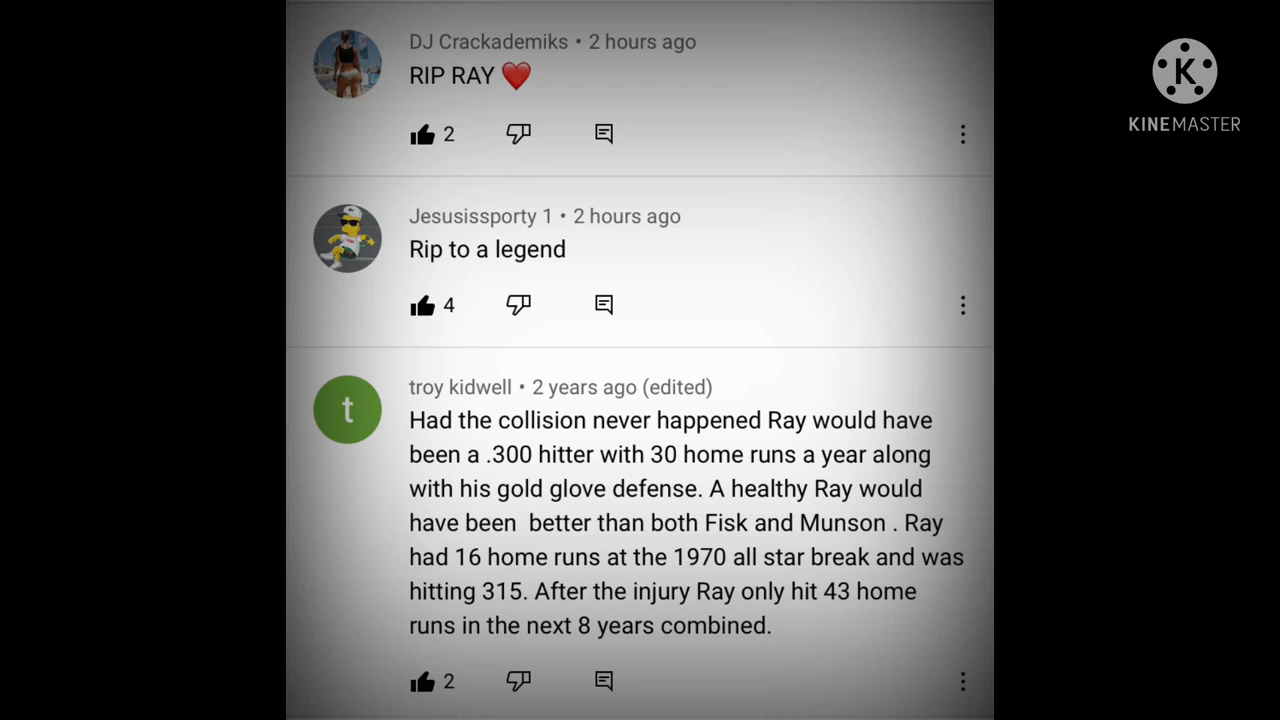 DJ Crackademiks • 2 hours ago
RIP RAY ❤️
2
Jesusissporty 1 • 2 hours ago
Rip to a legend
4
t
troy kidwell • 2 years ago (edited)
Had the collision never happened Ray would have
been a .300 hitter with 30 home runs a year along
with his gold glove defense. A healthy Ray would
have been  better than both Fisk and Munson . Ray
had 16 home runs at the 1970 all star break and was
hitting 315. After the injury Ray only hit 43 home
runs in the next 8 years combined.
2
K
KINEMASTER